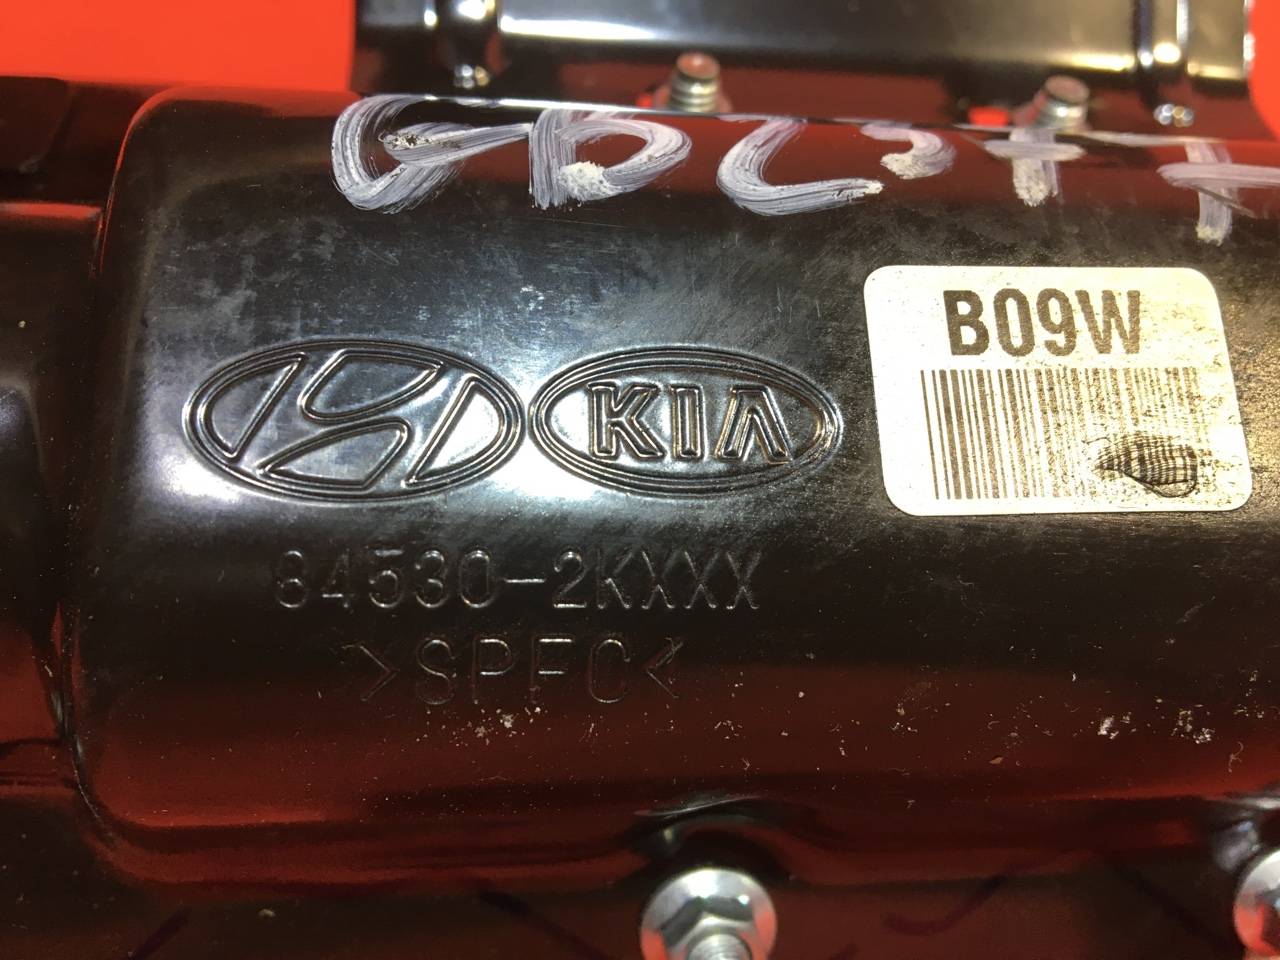 B09W
KIA
84530-2KXXX
>SPFC<